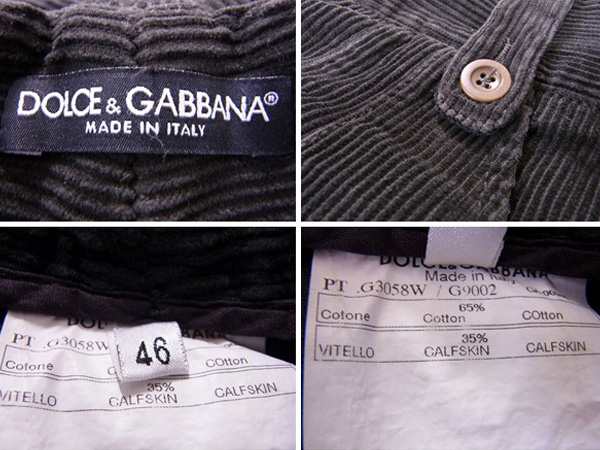 DOLCE & GABBANA®
MADE IN ITALY
PT .G3058W
46
Cotone COtton
35%
VITELLO CALFSKIN CALFSKIN
DOLCE & GABBANA
Made in Italy
PT .G3058W / G9002
65%
Cotone Cotton Cotton
35%
VITELLO CALFSKIN CALFSKIN